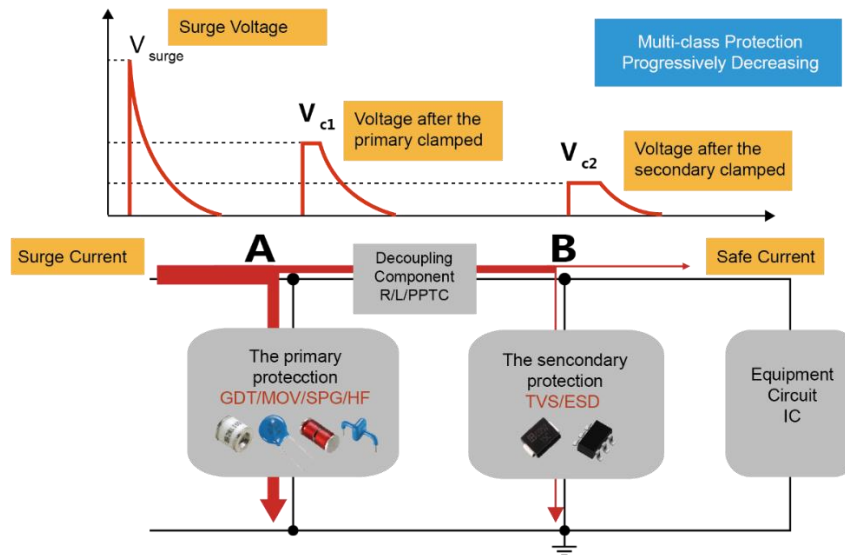 Surge Voltage
V surge
Multi-class Protection
Progressively Decreasing
V c1
Voltage after the
primary clamped
V c2
Voltage after the
secondary clamped
Surge Current
A
Decoupling
Component
R/L/PPTC
B
Safe Current
The primary
protecction
GDT/MOV/SPG/HF
The sencondary
protection
TVS/ESD
Equipment
Circuit
IC